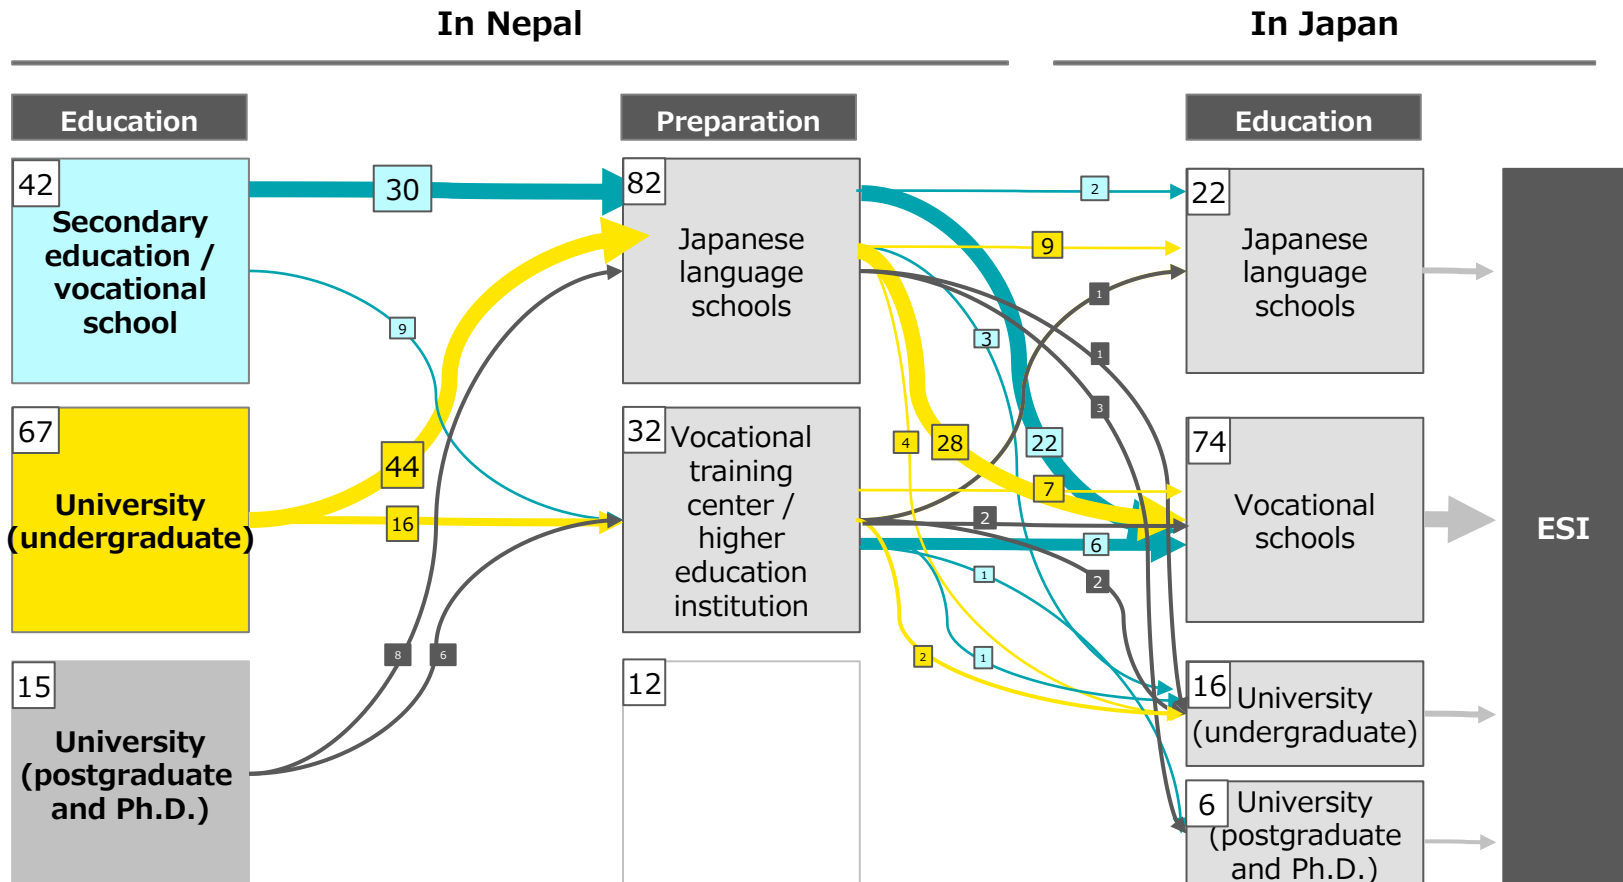 In Nepal
In Japan
Education
Preparation
Education
42
Secondary
education /
vocational
school
67
University
(undergraduate)
15
University
(postgraduate
and Ph.D.)
30
9
44
16
8
6
82
Japanese
language
schools
32
Vocational
training
center /
higher
education
institution
12
2
9
1
3
1
3
4
28
22
7
2
6
1
2
2
1
22
Japanese
language
schools
74
Vocational
schools
16
University
(undergraduate)
6
University
(postgraduate
and Ph.D.)
ESI